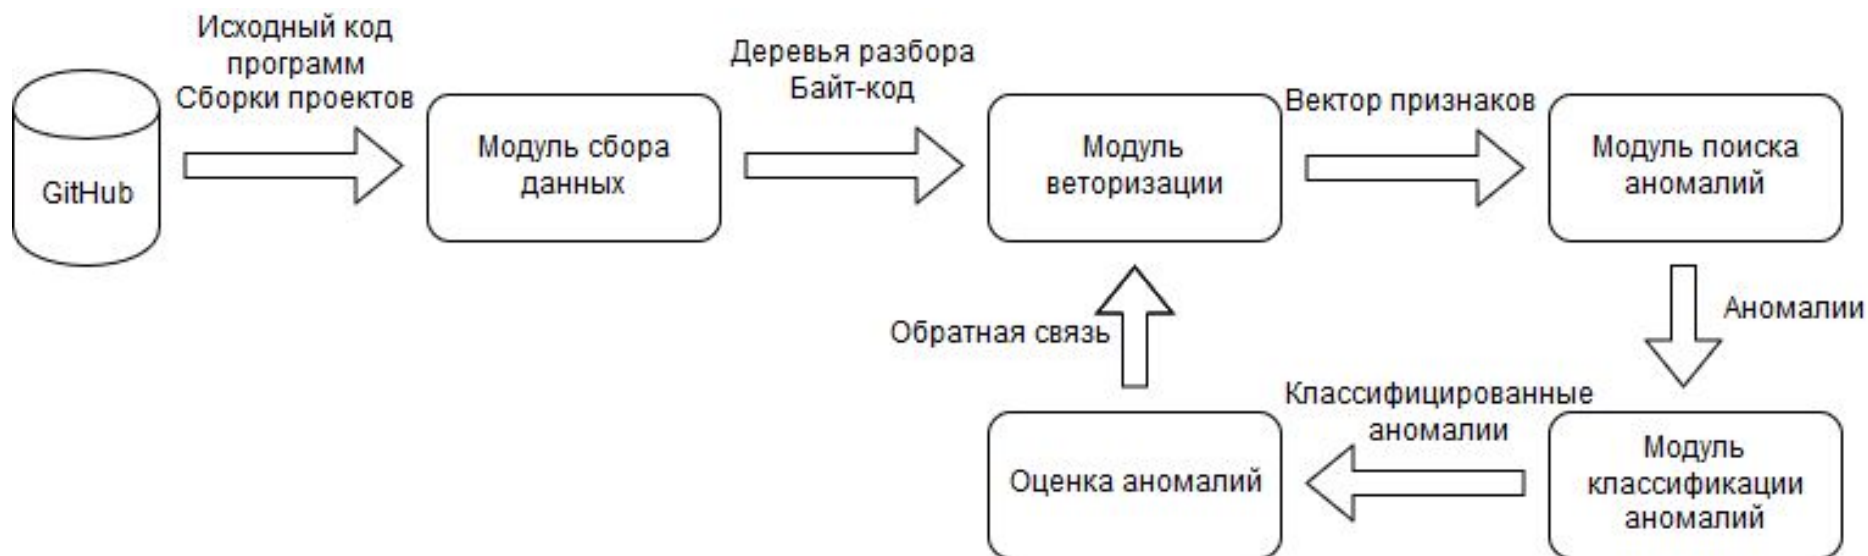 Исходный код
программ
Сборки проектов
GitHub
Модуль сбора
данных
Деревья разбора
Байт-код
Модуль
веторизации
Вектор признаков
Модуль поиска
аномалий
Аномалии
Модуль
классификации
аномалий
Классифицированные
аномалии
Оценка аномалий
Обратная связь